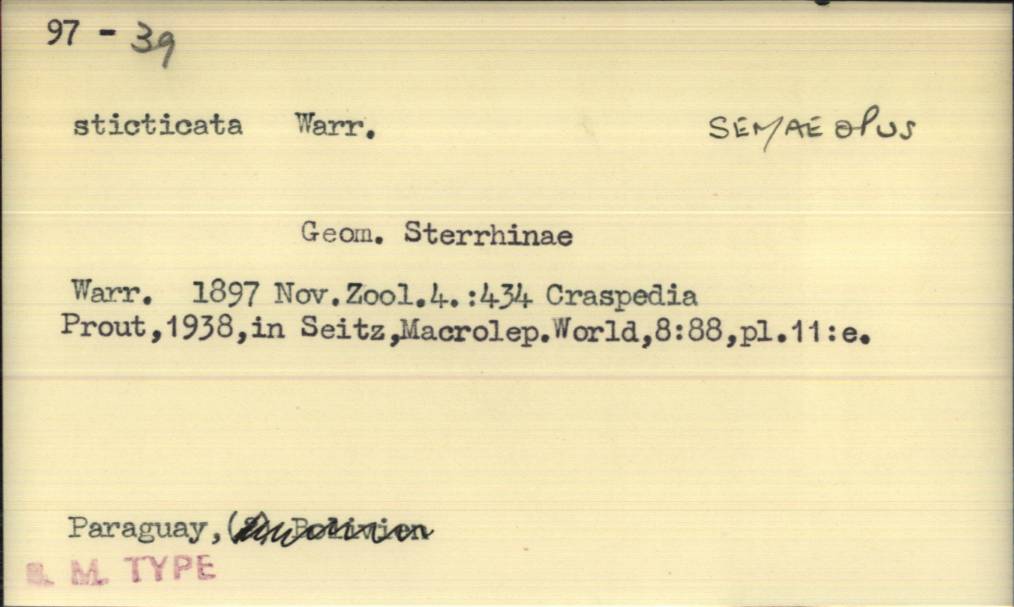 97 - 39
sticticata Warr. SEMAEOPUS
Geom. Sterrhinae
Warr. 1897 Nov.Zool.4.:434 Craspedia
Prout,1938,in Seitz,Macrolep.World,8:88,pl.11:e.
Paraguay,
B. M. TYPE